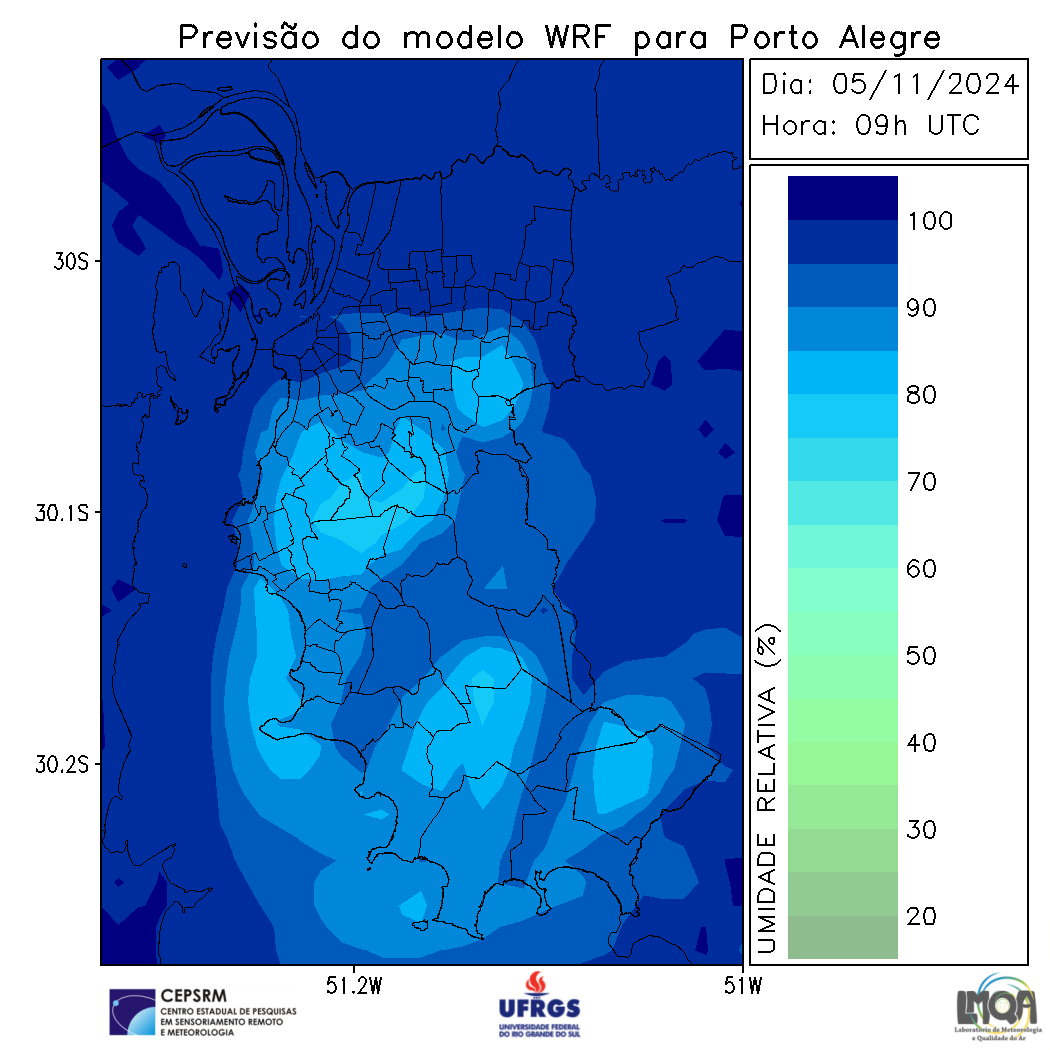 Previsão do modelo WRF para Porto Alegre
Dia: 05/11/2024
Hora: 09h UTC
30S
30.1S
30.2S
51.2W
51W
100
90
80
70
60
50
40
30
20
UMIDADE RELATIVA (%)
CEPSRM
CENTRO ESTADUAL DE PESQUISAS
EM SENSORIAMENTO REMOTO
E METEOROLOGIA
UFRGS
UNIVERSIDADE FEDERAL
DO RIO GRANDE DO SUL
LMQA
Laboratório de Meteorologia
e Qualidade do Ar